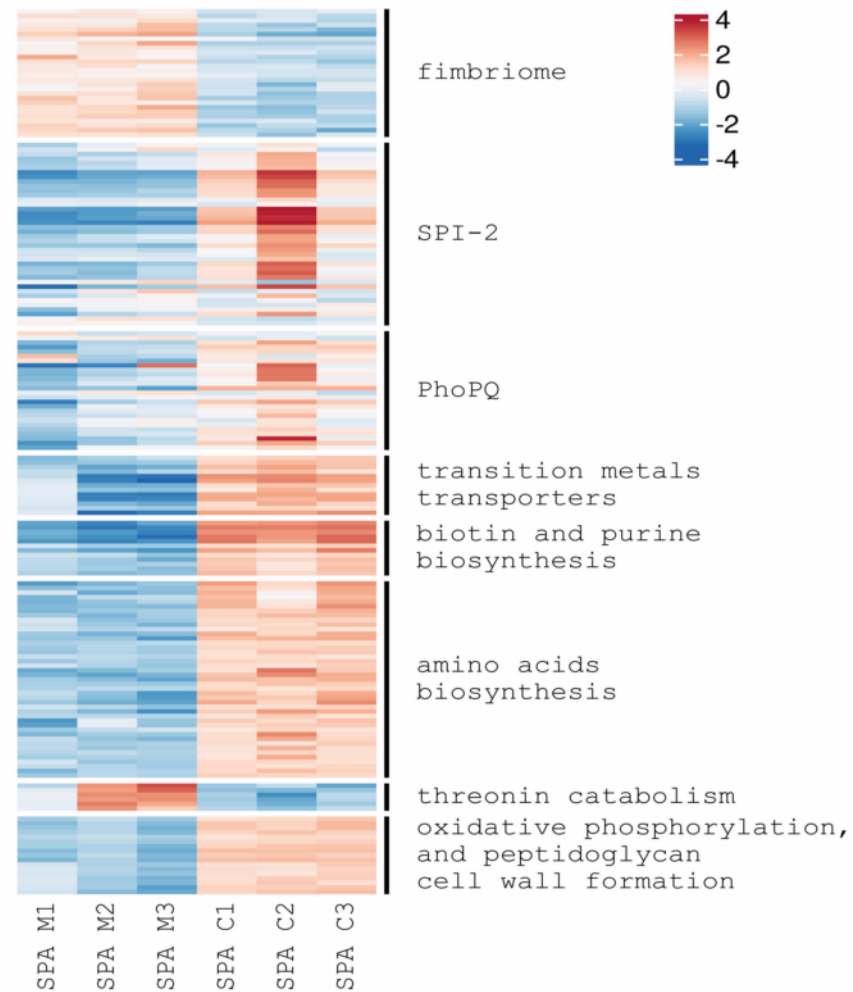 fimbriome
4
2
0
-2
-4
SPI-2
PhoPQ
transition metals
transporters
biotin and purine
biosynthesis
amino acids
biosynthesis
threonin catabolism
oxidative phosphorylation,
and peptidoglycan
cell wall formation
SPA M1
SPA M2
SPA M3
SPA C1
SPA C2
SPA C3